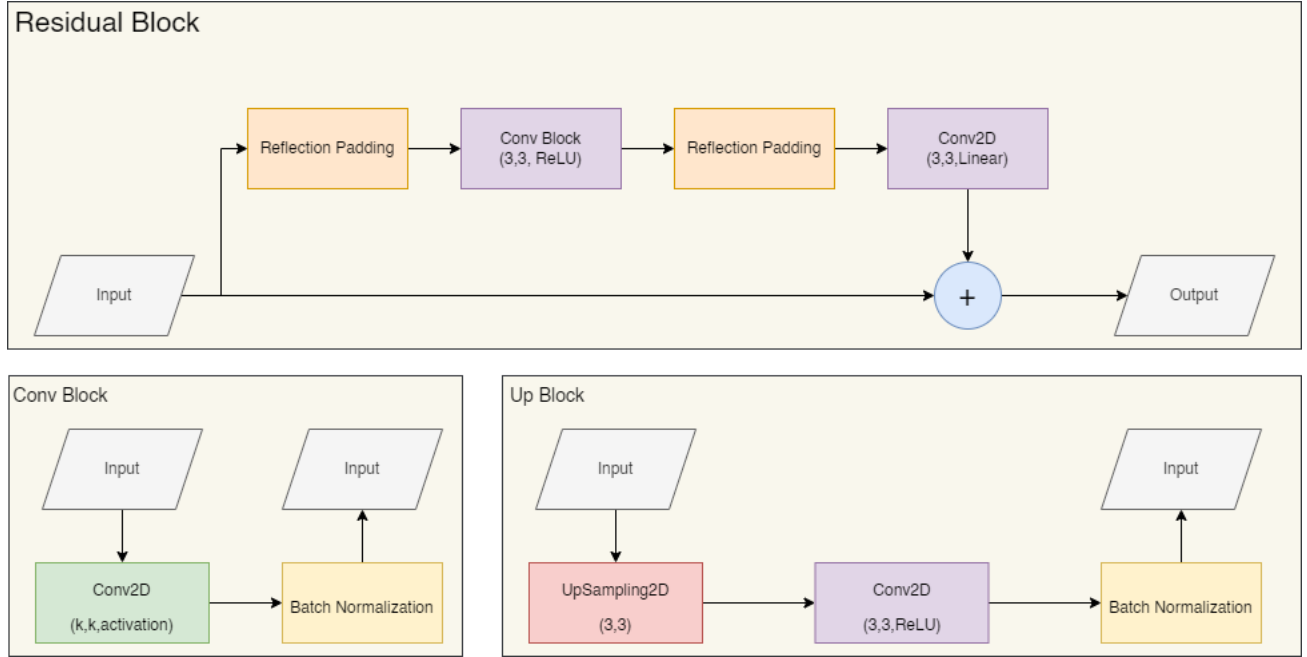 Residual Block
Reflection Padding
Conv Block
(3,3, ReLU)
Reflection Padding
Conv2D
(3,3,Linear)
Input
+
Output
Conv Block
Input
Input
Conv2D
(k,k,activation)
Batch Normalization
Up Block
Input
Input
UpSampling2D
(3,3)
Conv2D
(3,3,ReLU)
Batch Normalization